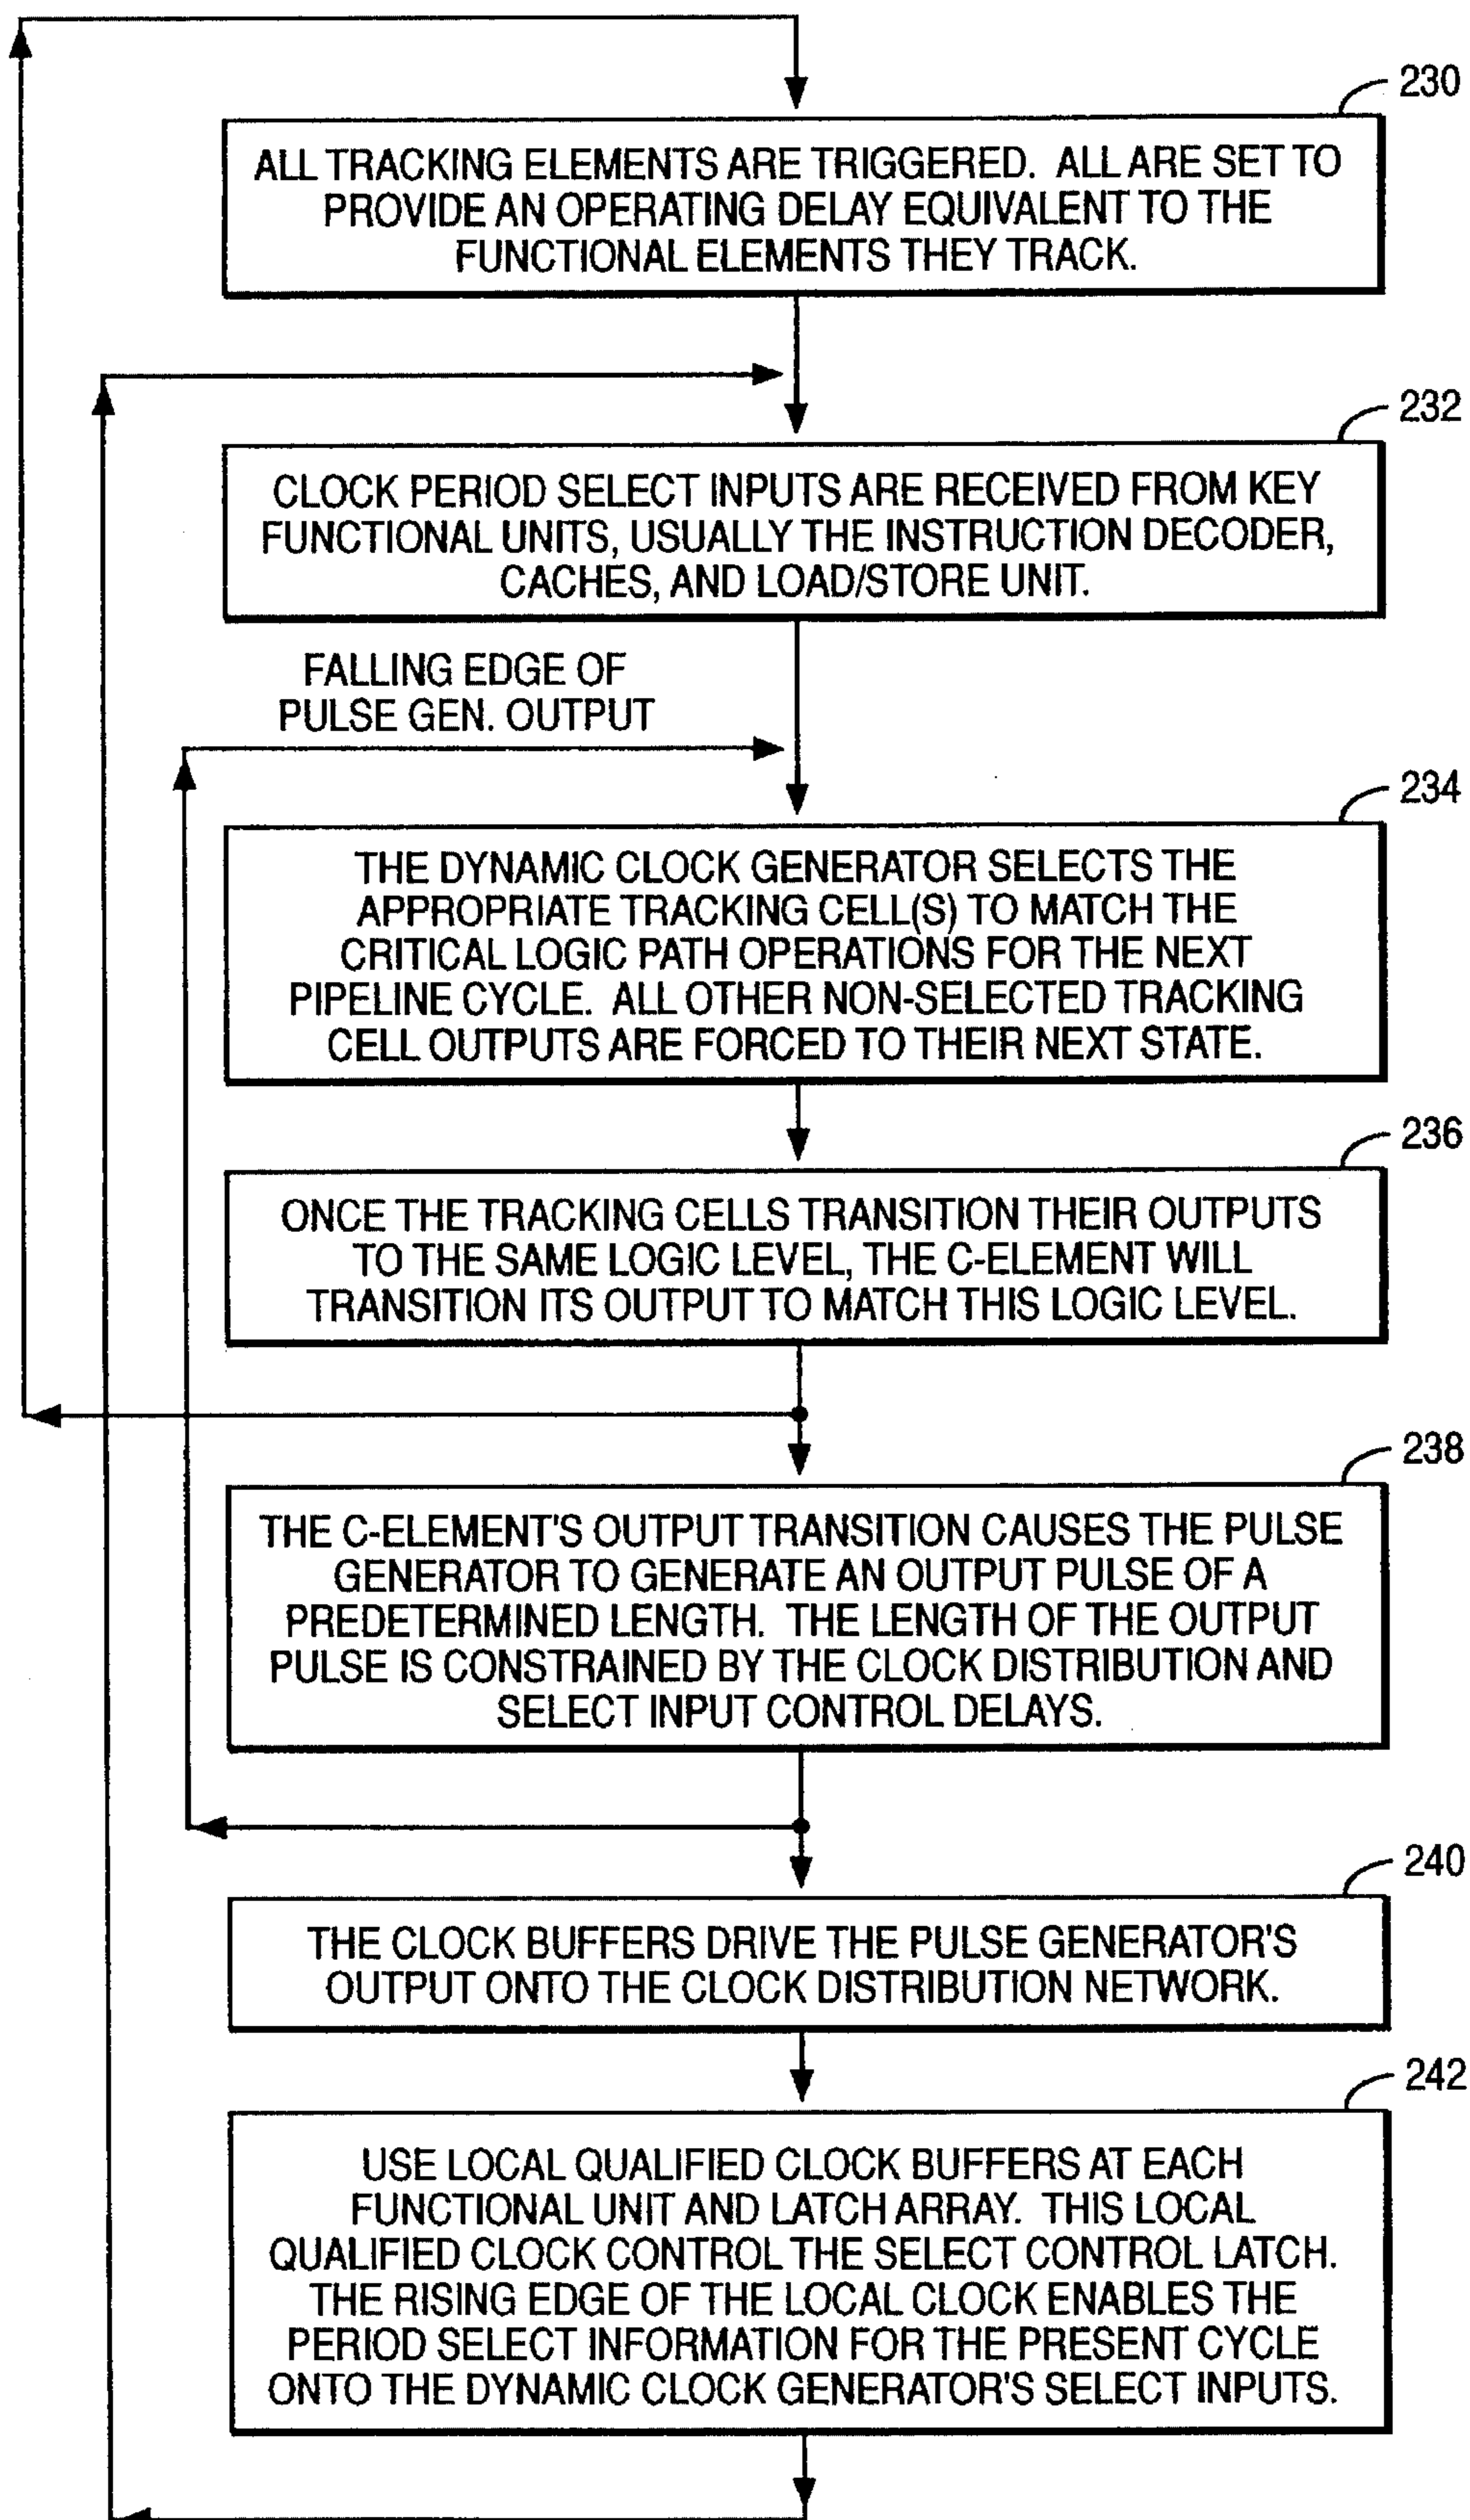 230
ALL TRACKING ELEMENTS ARE TRIGGERED. ALL ARE SET TO
PROVIDE AN OPERATING DELAY EQUIVALENT TO THE
FUNCTIONAL ELEMENTS THEY TRACK.
232
CLOCK PERIOD SELECT INPUTS ARE RECEIVED FROM KEY
FUNCTIONAL UNITS, USUALLY THE INSTRUCTION DECODER,
CACHES, AND LOAD/STORE UNIT.
FALLING EDGE OF
PULSE GEN. OUTPUT
234
THE DYNAMIC CLOCK GENERATOR SELECTS THE
APPROPRIATE TRACKING CELL(S) TO MATCH THE
CRITICAL LOGIC PATH OPERATIONS FOR THE NEXT
PIPELINE CYCLE. ALL OTHER NON-SELECTED TRACKING
CELL OUTPUTS ARE FORCED TO THEIR NEXT STATE.
236
ONCE THE TRACKING CELLS TRANSITION THEIR OUTPUTS
TO THE SAME LOGIC LEVEL, THE C-ELEMENT WILL
TRANSITION ITS OUTPUT TO MATCH THIS LOGIC LEVEL.
238
THE C-ELEMENT'S OUTPUT TRANSITION CAUSES THE PULSE
GENERATOR TO GENERATE AN OUTPUT PULSE OF A
PREDETERMINED LENGTH. THE LENGTH OF THE OUTPUT
PULSE IS CONSTRAINED BY THE CLOCK DISTRIBUTION AND
SELECT INPUT CONTROL DELAYS.
240
THE CLOCK BUFFERS DRIVE THE PULSE GENERATOR'S
OUTPUT ONTO THE CLOCK DISTRIBUTION NETWORK.
242
USE LOCAL QUALIFIED CLOCK BUFFERS AT EACH
FUNCTIONAL UNIT AND LATCH ARRAY. THIS LOCAL
QUALIFIED CLOCK CONTROL THE SELECT CONTROL LATCH.
THE RISING EDGE OF THE LOCAL CLOCK ENABLES THE
PERIOD SELECT INFORMATION FOR THE PRESENT CYCLE
ONTO THE DYNAMIC CLOCK GENERATOR'S SELECT INPUTS.